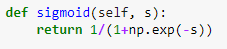 def sigmoid(self, s):
    return 1/(1+np.exp(-s))